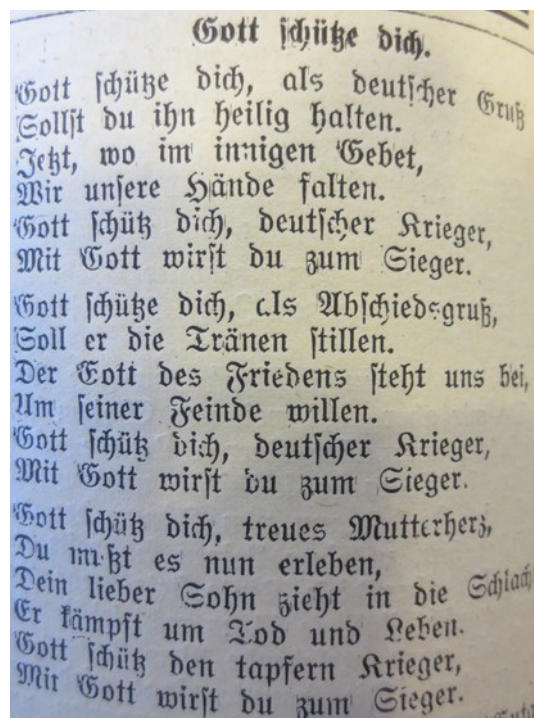 Gott schütze dich.
Gott schütze dich, als deutscher Gruß
Sollst du ihn heilig halten.
Jetzt, wo im innigen Gebet,
Wir unsere Hände falten.
Gott schütz dich, deutscher Krieger,
Mit Gott wirst du zum Sieger.
Gott schütze dich, als Abschiedsgruß,
Soll er die Tränen stillen.
Der Gott des Friedens steht uns bei,
Um seiner Feinde willen.
Gott schütz dich, deutscher Krieger,
Mit Gott wirst du zum Sieger.
Gott schütz dich, treues Mutterherz,
Du mußt es nun erleben,
Dein lieber Sohn zieht in die Schlach
Er kämpft um Tod und Leben.
Gott schütz den tapfern Krieger,
Mit Gott wirst du zum Sieger.